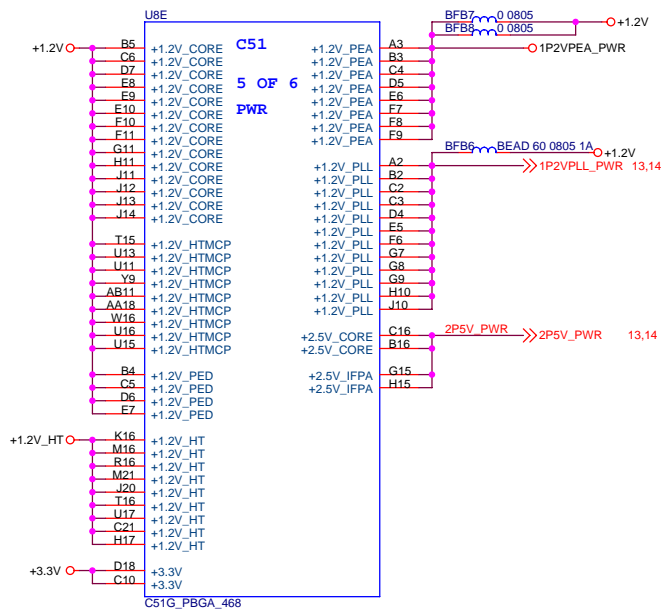 U8E
C51
5 OF 6
PWR
+1.2V
B5 +1.2V_CORE
C6 +1.2V_CORE
D7 +1.2V_CORE
E8 +1.2V_CORE
E9 +1.2V_CORE
E10 +1.2V_CORE
F10 +1.2V_CORE
F11 +1.2V_CORE
G11 +1.2V_CORE
H11 +1.2V_CORE
J11 +1.2V_CORE
J12 +1.2V_CORE
J13 +1.2V_CORE
J14 +1.2V_CORE
T15 +1.2V_HTMCP
U13 +1.2V_HTMCP
U11 +1.2V_HTMCP
Y9 +1.2V_HTMCP
AB11 +1.2V_HTMCP
AA18 +1.2V_HTMCP
W16 +1.2V_HTMCP
U16 +1.2V_HTMCP
U15 +1.2V_HTMCP
B4 +1.2V_PED
C5 +1.2V_PED
D6 +1.2V_PED
E7 +1.2V_PED
+1.2V_HT
K16 +1.2V_HT
M16 +1.2V_HT
R16 +1.2V_HT
M21 +1.2V_HT
J20 +1.2V_HT
T16 +1.2V_HT
U17 +1.2V_HT
C21 +1.2V_HT
H17 +1.2V_HT
+3.3V
D18 +3.3V
C10 +3.3V
+1.2V_PEA A3
+1.2V_PEA B3
+1.2V_PEA C4
+1.2V_PEA D5
+1.2V_PEA E6
+1.2V_PEA F7
+1.2V_PEA F8
+1.2V_PEA F9
BFB7 0 0805
BFB8 0 0805
+1.2V
1P2VPEA_PWR
BFB6 BEAD 60 0805 1A
+1.2V
+1.2V_PLL A2
1P2VPLL_PWR 13,14
+1.2V_PLL B2
+1.2V_PLL C2
+1.2V_PLL C3
+1.2V_PLL D4
+1.2V_PLL E5
+1.2V_PLL F6
+1.2V_PLL G7
+1.2V_PLL G8
+1.2V_PLL G9
+1.2V_PLL H10
+1.2V_PLL J10
+2.5V_CORE C16
2P5V_PWR
2P5V_PWR 13,14
+2.5V_CORE B16
+2.5V_IFPA G15
+2.5V_IFPA H15
C51G_PBGA_468